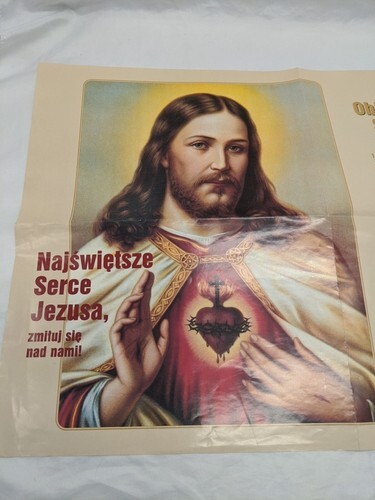 Najświętsze
Serce
Jezusa,
zmiłuj się
nad nami!